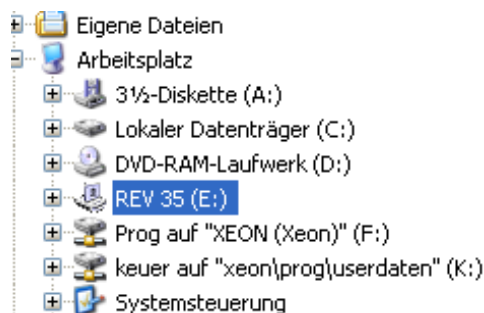 Eigene Dateien
Arbeitsplatz
3½-Diskette (A:)
Lokaler Datenträger (C:)
DVD-RAM-Laufwerk (D:)
REV 35 (E:)
Prog auf "XEON (Xeon)" (F:)
keuer auf "xeon\prog\userdaten" (K:)
Systemsteuerung